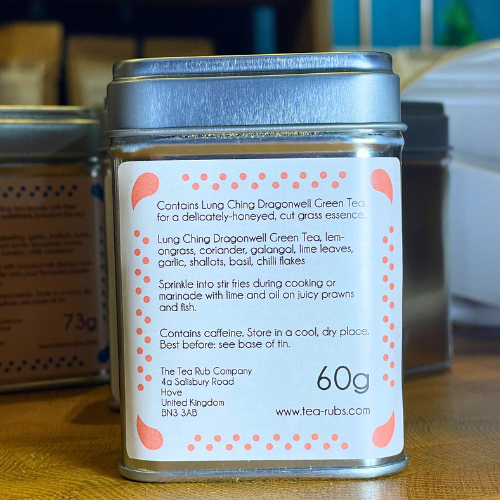 Contains Lung Ching Dragonwell Green Tea
for a delicately-honeyed, cut grass essence.
Lung Ching Dragonwell Green Tea, lem-
ongrass, coriander, galangal, lime leaves,
garlic, shallots, basil, chilli flakes
Sprinkle into stir fries during cooking or
marinade with lime and oil on juicy prawns
and fish.
Contains caffeine. Store in a cool, dry place.
Best before: see base of tin.
The Tea Rub Company
4a Salisbury Road
Hove
United Kingdom
BN3 3AB
60g
www.tea-rubs.com
73g